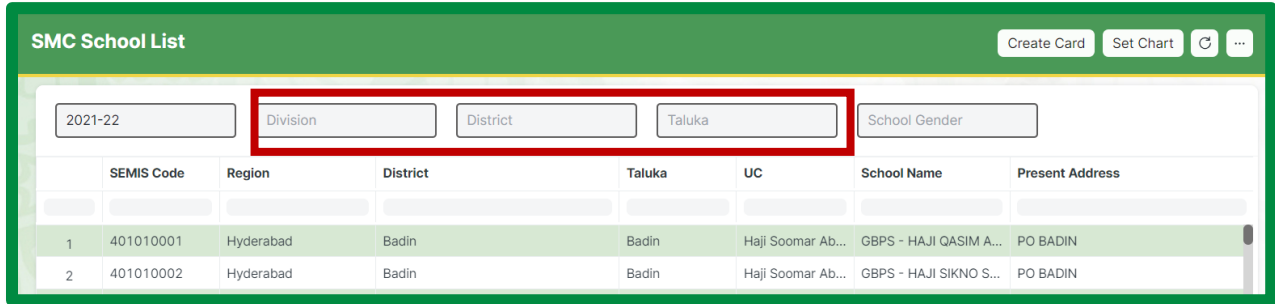 SMC School List Create Card Set Chart ...
2021-22 Division District Taluka School Gender
SEMIS Code Region District Taluka UC School Name Present Address
1 401010001 Hyderabad Badin Badin Haji Soomar Ab... GBPS - HAJI QASIM A... PO BADIN
2 401010002 Hyderabad Badin Badin Haji Soomar Ab... GBPS - HAJI SIKNO S... PO BADIN